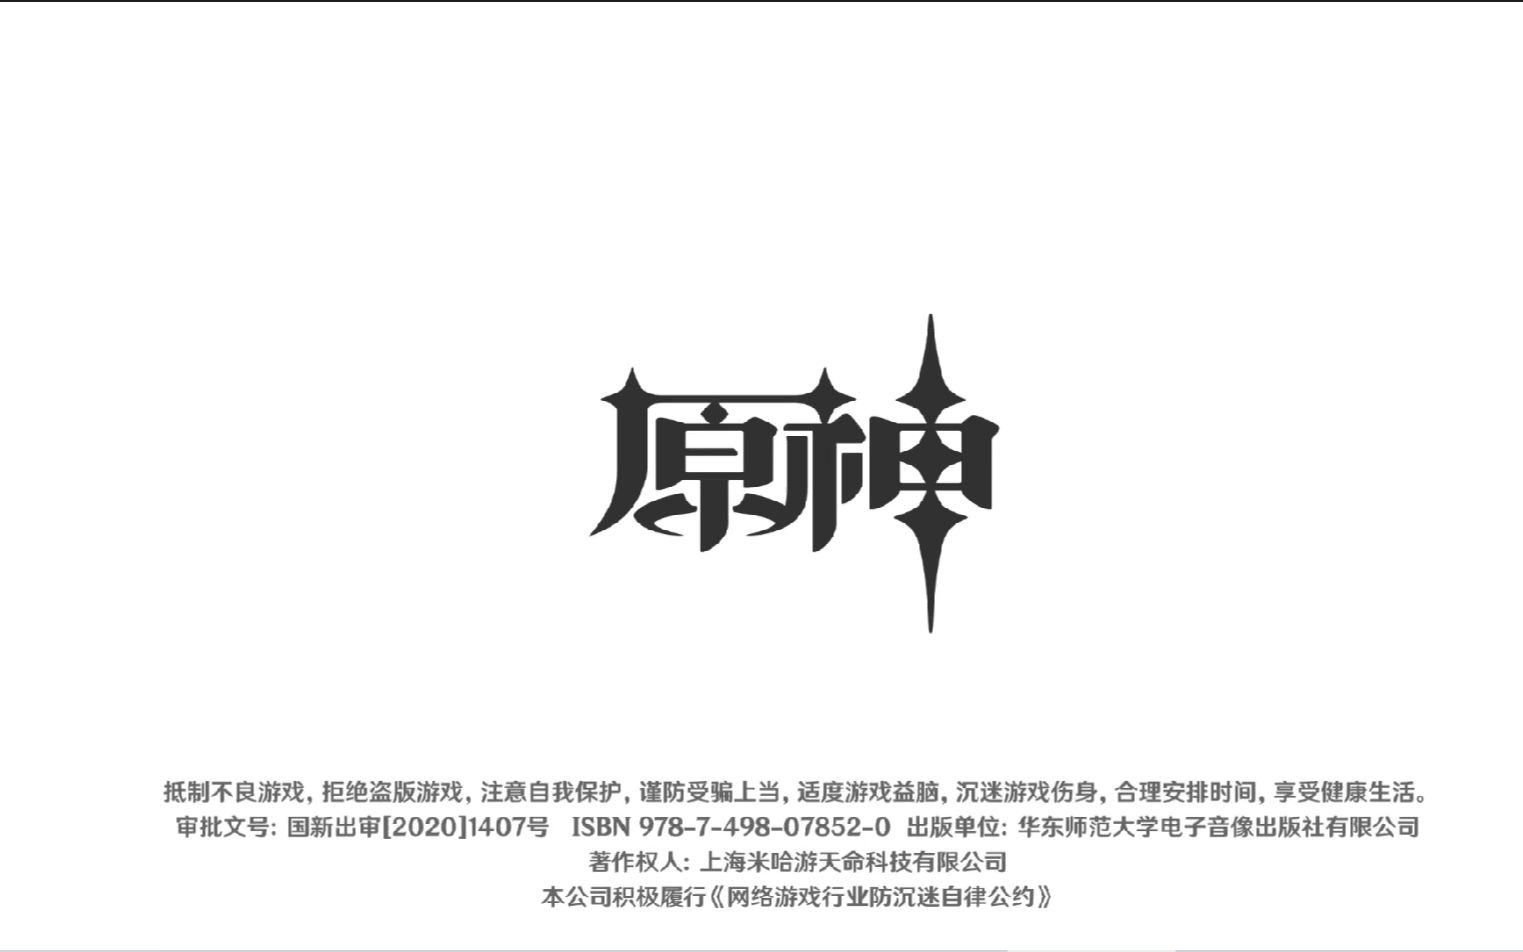 原神
抵制不良游戏，拒绝盗版游戏，注意自我保护，谨防受骗上当，适度游戏益脑，沉迷游戏伤身，合理安排时间，享受健康生活。
审批文号：国新出审[2020]1407号 ISBN 978-7-498-07852-0 出版单位：华东师范大学电子音像出版社有限公司
著作权人：上海米哈游天命科技有限公司
本公司积极履行《网络游戏行业防沉迷自律公约》